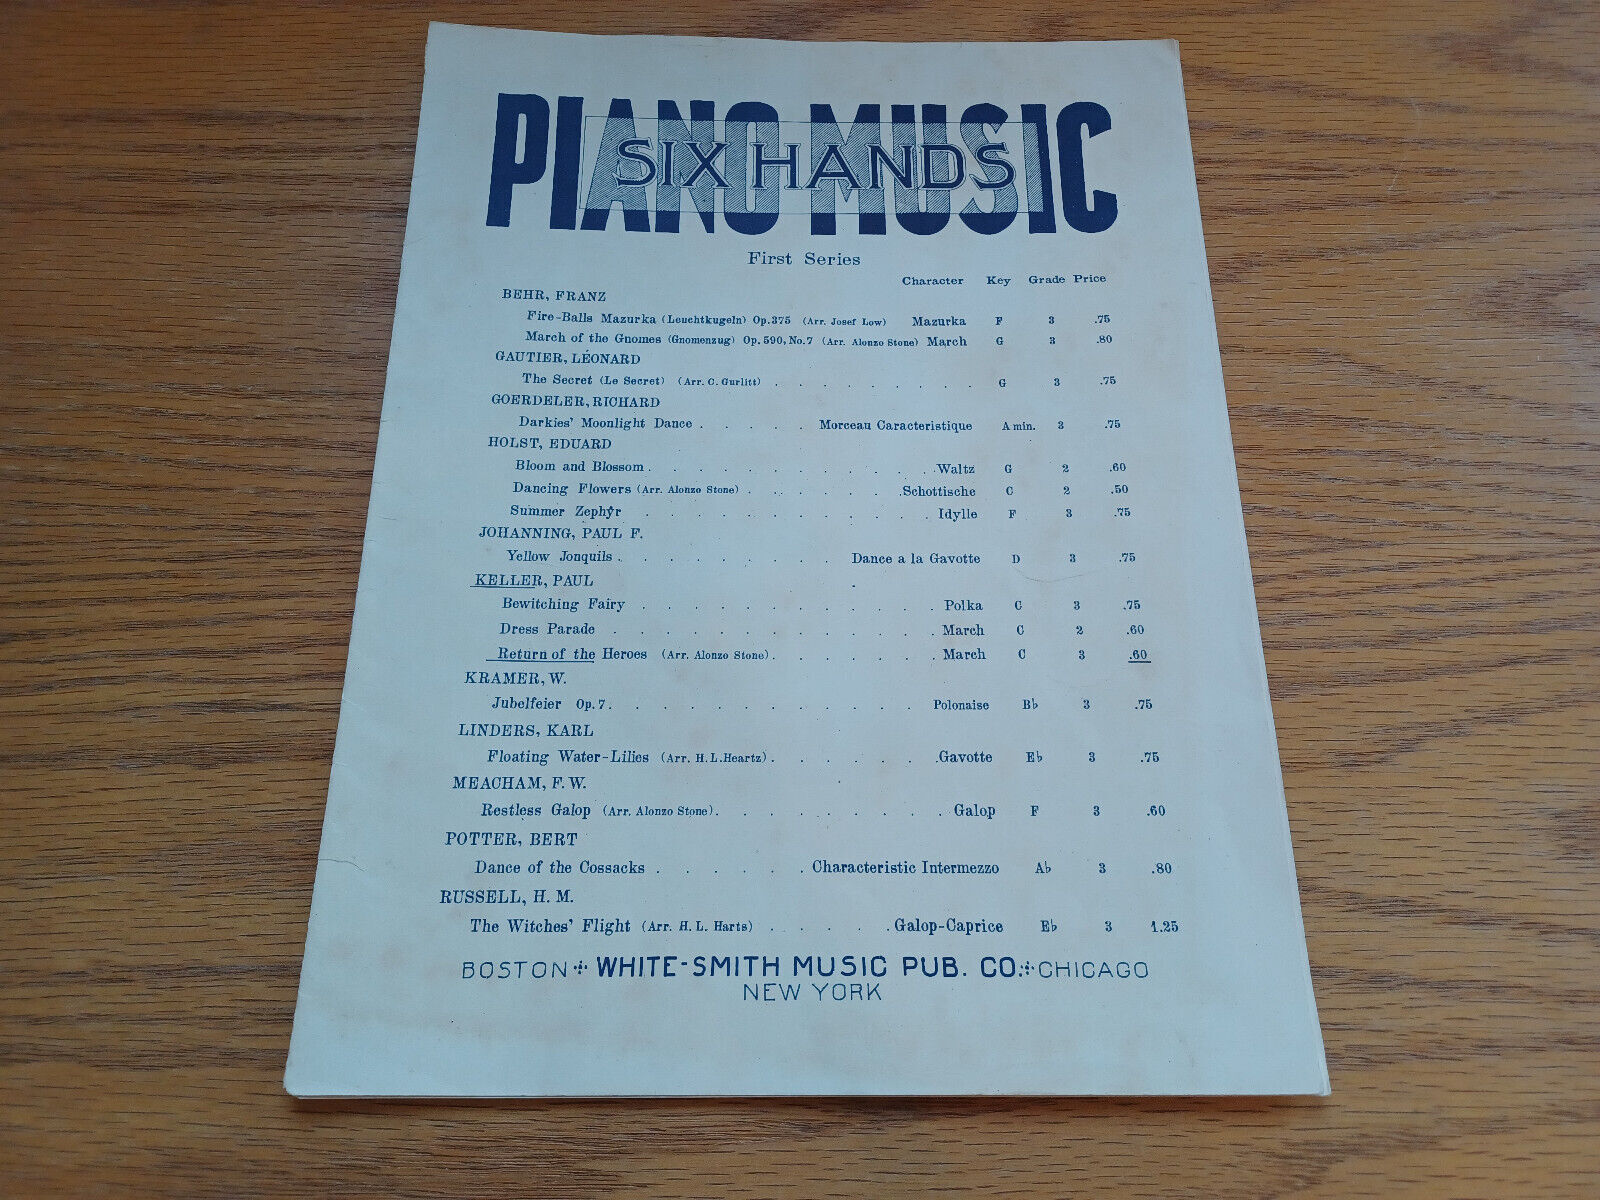 PIANO MUSIC
SIX HANDS
First Series
Character Key Grade Price
BEHR, FRANZ
Fire-Balls Mazurka (Leuchtkugeln) Op. 375 (Arr. Josef Low) Mazurka F 3 .75
March of the Gnomes (Gnomenzug) Op. 590, No. 7 (Arr. Alonzo Stone) March G 3 .80
GAUTIER, LÉONARD
The Secret (Le Secret) (Arr. C. Gurlitt) . . . . . . . . . G 3 .75
GOERDELER, RICHARD
Darkies' Moonlight Dance . . . . . Morceau Caracteristique A min. 3 .75
HOLST, EDUARD
Bloom and Blossom . . . . . . . . . . . . Waltz G 2 .60
Dancing Flowers (Arr. Alonzo Stone) . . . . . . . . Schottische C 2 .50
Summer Zephyr . . . . . . . . . . . Idylle F 3 .75
JOHANNING, PAUL F.
Yellow Jonquils . . . . . . . . . Dance a la Gavotte D 3 .75
KELLER, PAUL
Bewitching Fairy . . . . . . . . . . . . Polka C 3 .75
Dress Parade . . . . . . . . . . . . . March C 2 .60
Return of the Heroes (Arr. Alonzo Stone) . . . . . . . . March C 3 .60
KRAMER, W.
Jubelfeier Op. 7 . . . . . . . . . . . . Polonaise B♭ 3 .75
LINDERS, KARL
Floating Water-Lilies (Arr. H. L. Heartz) . . . . . . . Gavotte E♭ 3 .75
MEACHAM, F. W.
Restless Galop (Arr. Alonzo Stone) . . . . . . . . Galop F 3 .60
POTTER, BERT
Dance of the Cossacks . . . . . . Characteristic Intermezzo A♭ 3 .80
RUSSELL, H. M.
The Witches' Flight (Arr. H. L. Harts) . . . . . Galop-Caprice E♭ 3 1.25
BOSTON WHITE-SMITH MUSIC PUB. CO. CHICAGO
NEW YORK